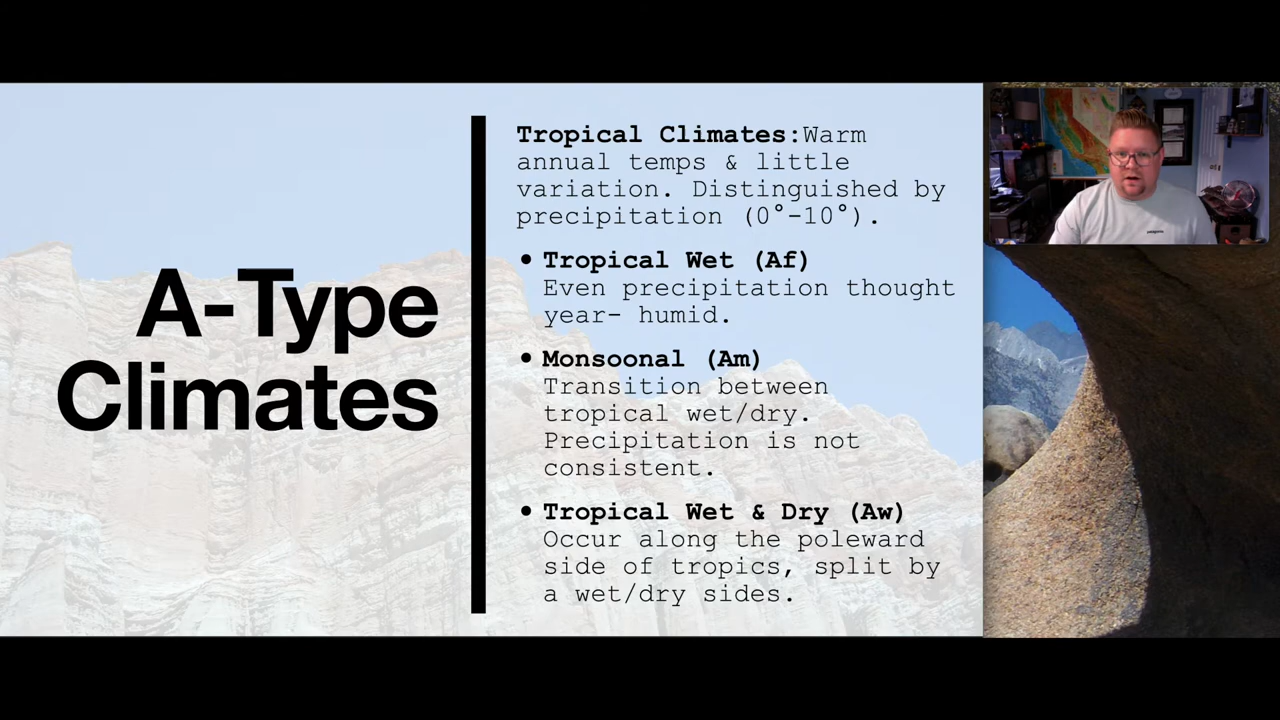 A-Type
Climates
Tropical Climates:Warm
annual temps & little
variation. Distinguished by
precipitation (0°-10°).
• Tropical Wet (Af)
Even precipitation thought
year- humid.
• Monsoonal (Am)
Transition between
tropical wet/dry.
Precipitation is not
consistent.
• Tropical Wet & Dry (Aw)
Occur along the poleward
side of tropics, split by
a wet/dry sides.